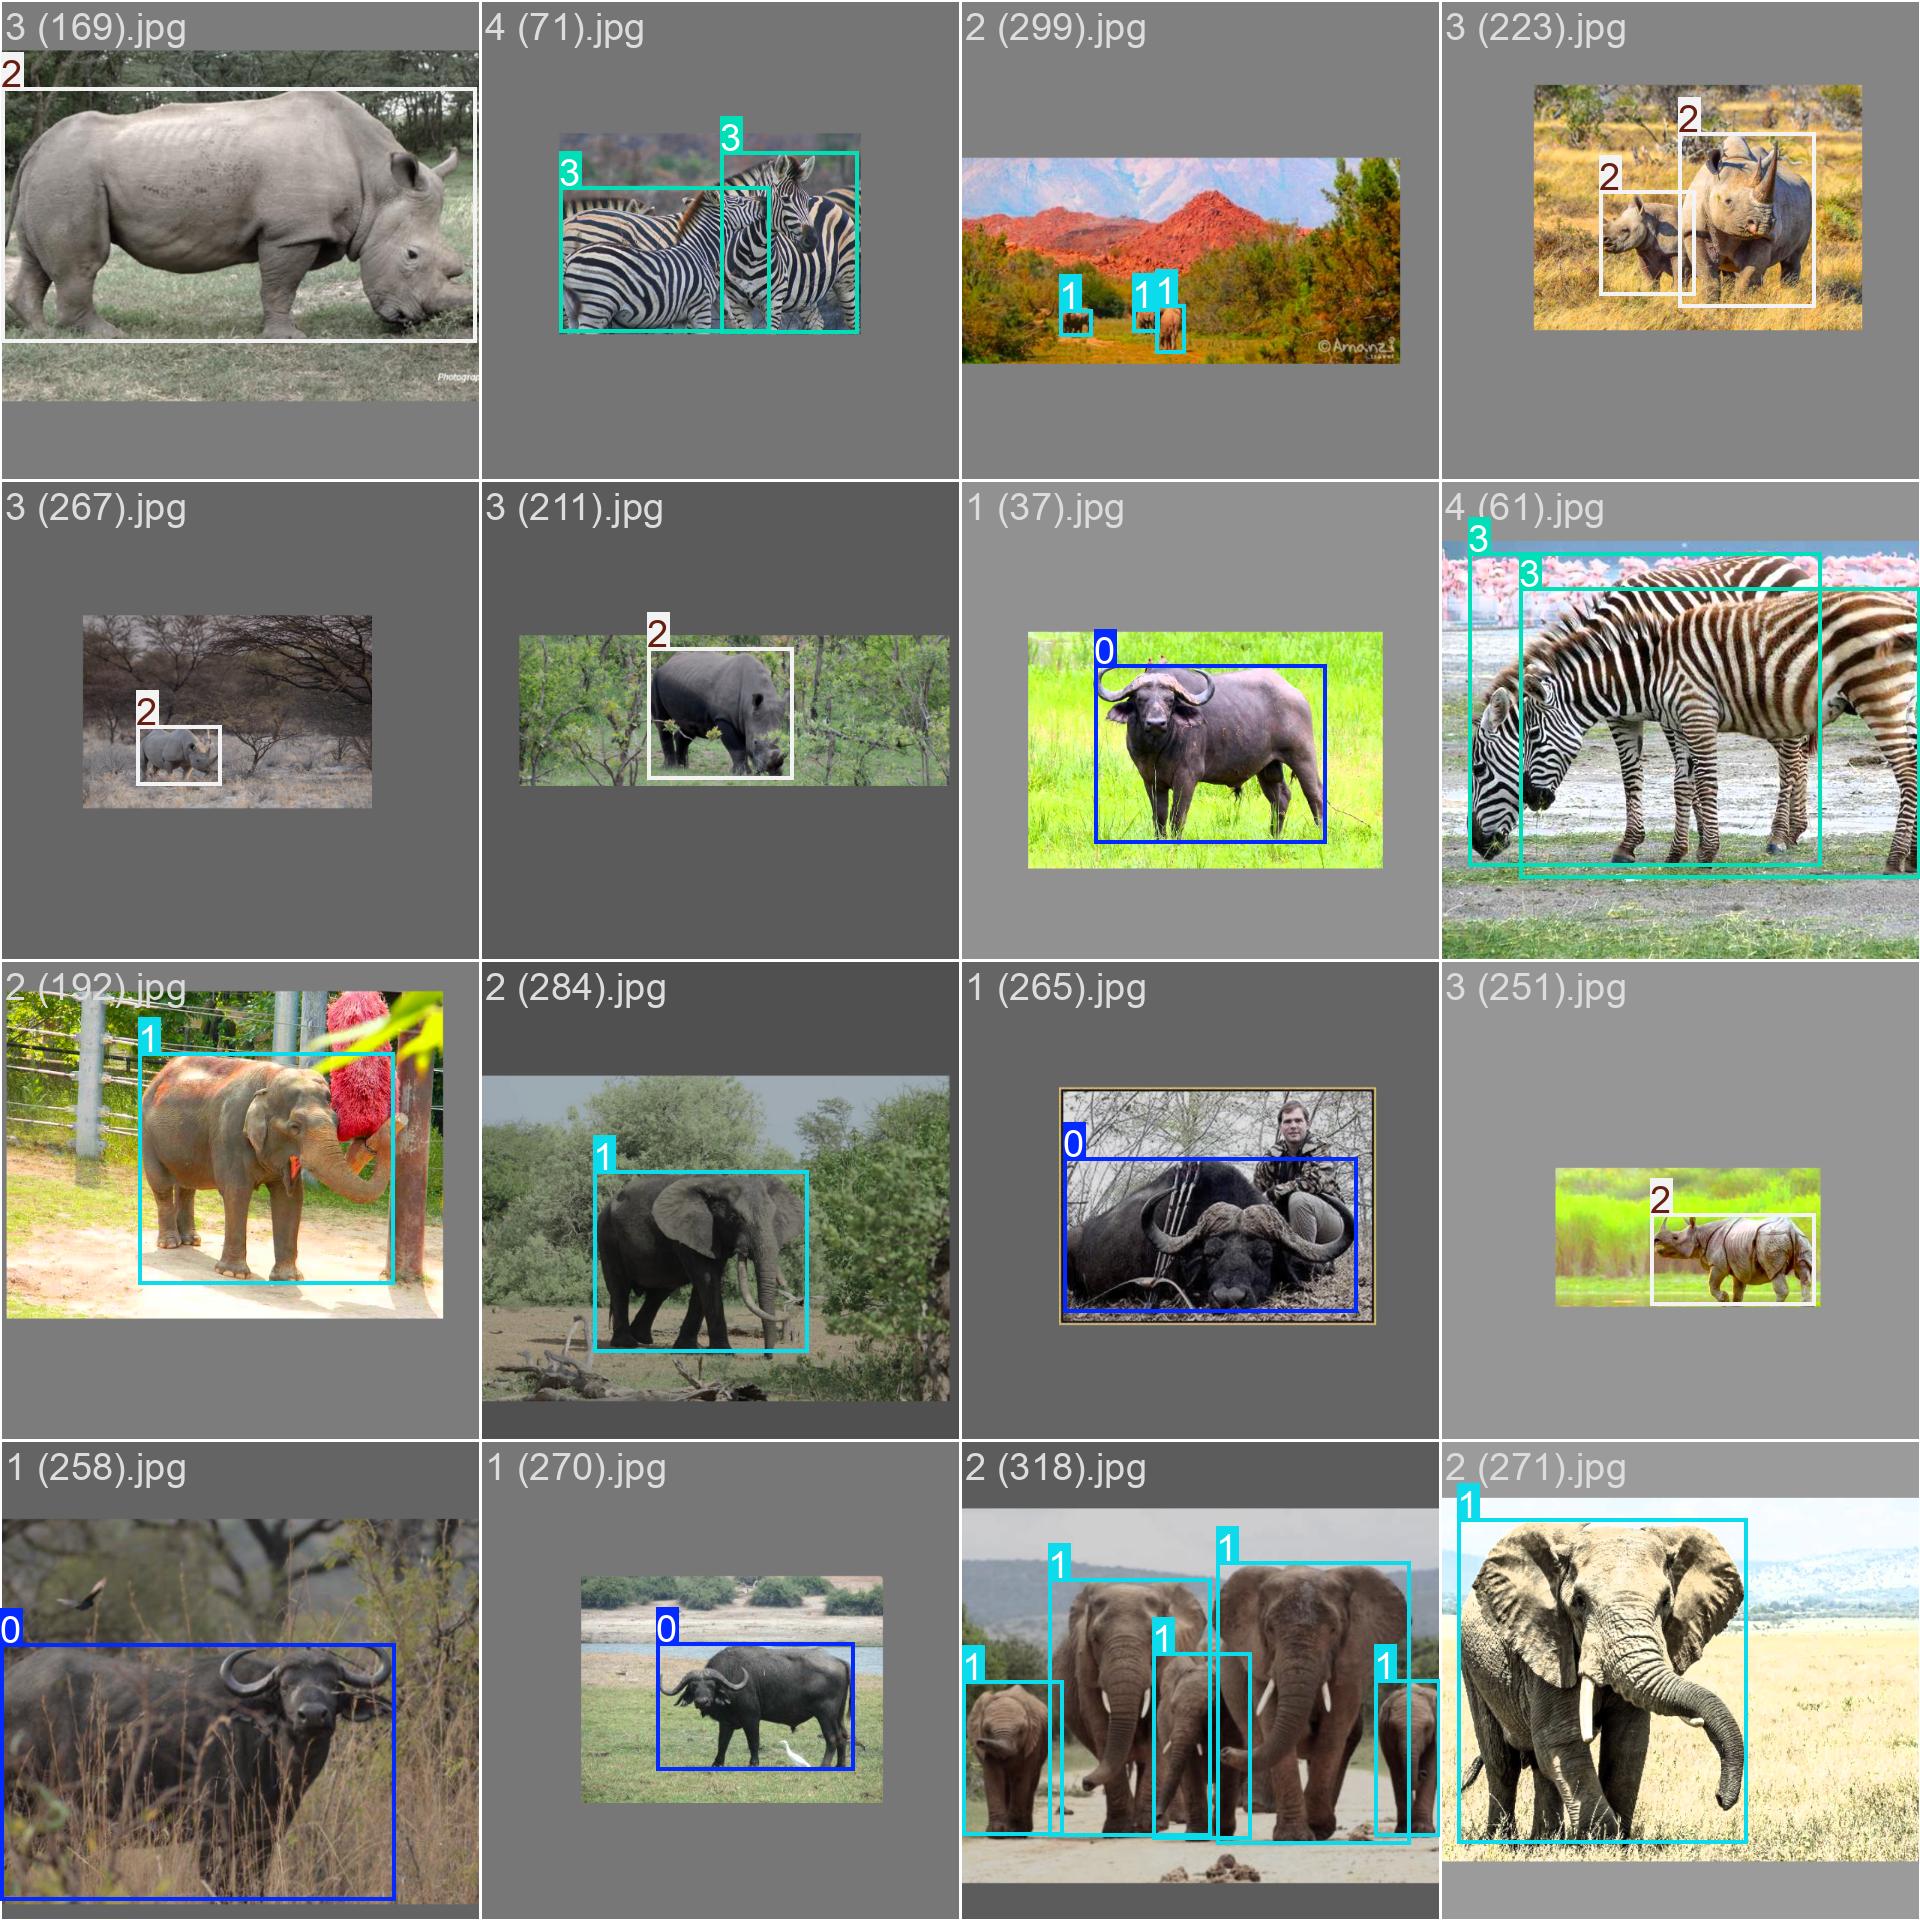 3 (169).jpg
2
Photograp
4 (71).jpg
3
3
2 (299).jpg
1
1
1
©Amanzi
travel
3 (223).jpg
2
2
3 (267).jpg
2
3 (211).jpg
2
1 (37).jpg
0
4 (61).jpg
3
3
2 (192).jpg
1
2 (284).jpg
1
1 (265).jpg
0
3 (251).jpg
2
1 (258).jpg
0
1 (270).jpg
0
2 (318).jpg
1
1
1
1
1
2 (271).jpg
1